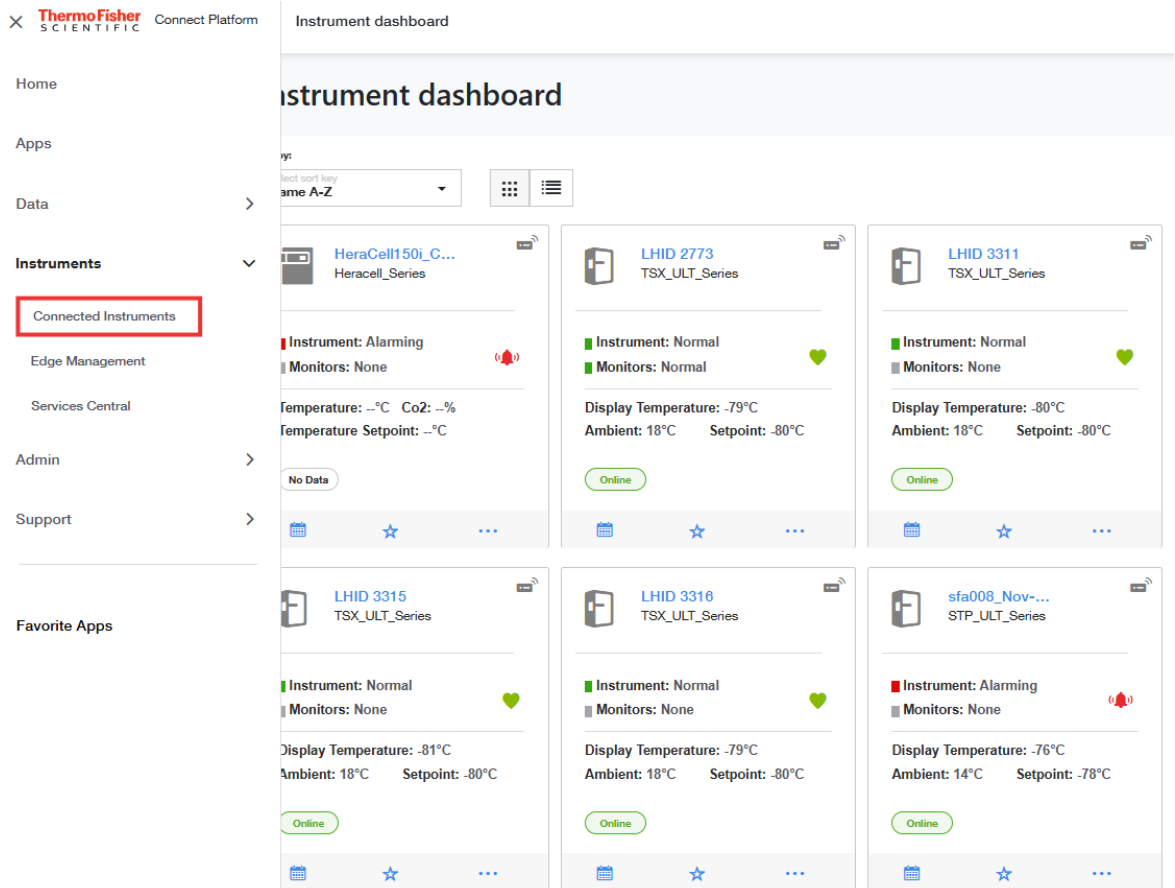 ThermoFisher
SCIENTIFIC
Connect Platform
Instrument dashboard
Home
Apps
Data
Instruments
Connected Instruments
Edge Management
Services Central
Admin
Support
Favorite Apps
nstrument dashboard
by:
lect sort key
ame A-Z
HeraCell150i_C...
Heracell_Series
Instrument: Alarming
Monitors: None
Temperature: --°C Co2: --%
Temperature Setpoint: --°C
No Data
LHID 2773
TSX_ULT_Series
Instrument: Normal
Monitors: Normal
Display Temperature: -79°C
Ambient: 18°C Setpoint: -80°C
Online
LHID 3311
TSX_ULT_Series
Instrument: Normal
Monitors: None
Display Temperature: -80°C
Ambient: 18°C Setpoint: -80°C
Online
LHID 3315
TSX_ULT_Series
Instrument: Normal
Monitors: None
Display Temperature: -81°C
Ambient: 18°C Setpoint: -80°C
Online
LHID 3316
TSX_ULT_Series
Instrument: Normal
Monitors: None
Display Temperature: -79°C
Ambient: 18°C Setpoint: -80°C
Online
sfa008_Nov-...
STP_ULT_Series
Instrument: Alarming
Monitors: None
Display Temperature: -76°C
Ambient: 14°C Setpoint: -78°C
Online